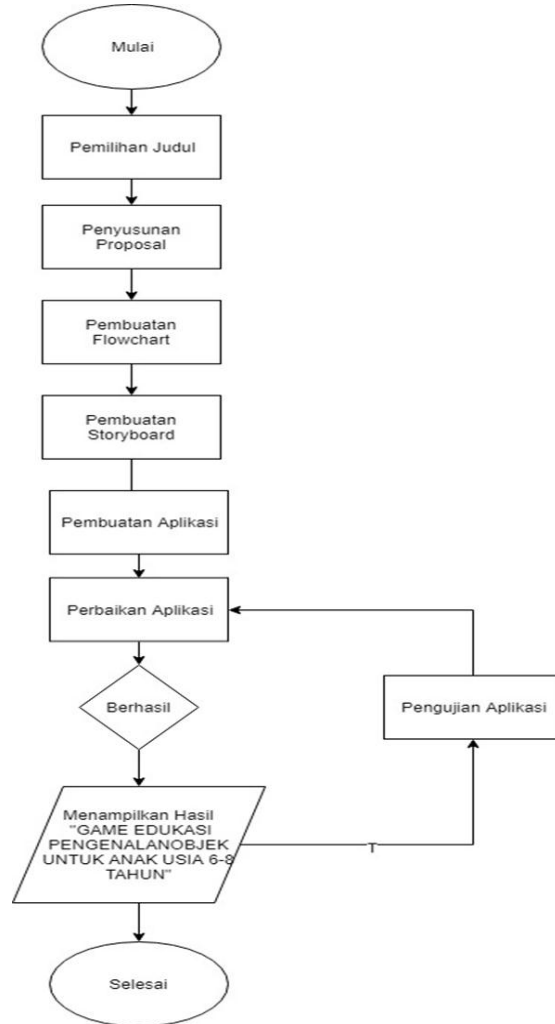 Mulai
Pemilihan Judul
Penyusunan
Proposal
Pembuatan
Flowchart
Pembuatan
Storyboard
Pembuatan Aplikasi
Perbaikan Aplikasi
Berhasil
Pengujian Aplikasi
Menampilkan Hasil
"GAME EDUKASI
PENGENALANOBJEK
UNTUK ANAK USIA 6-8
TAHUN"
T
Selesai